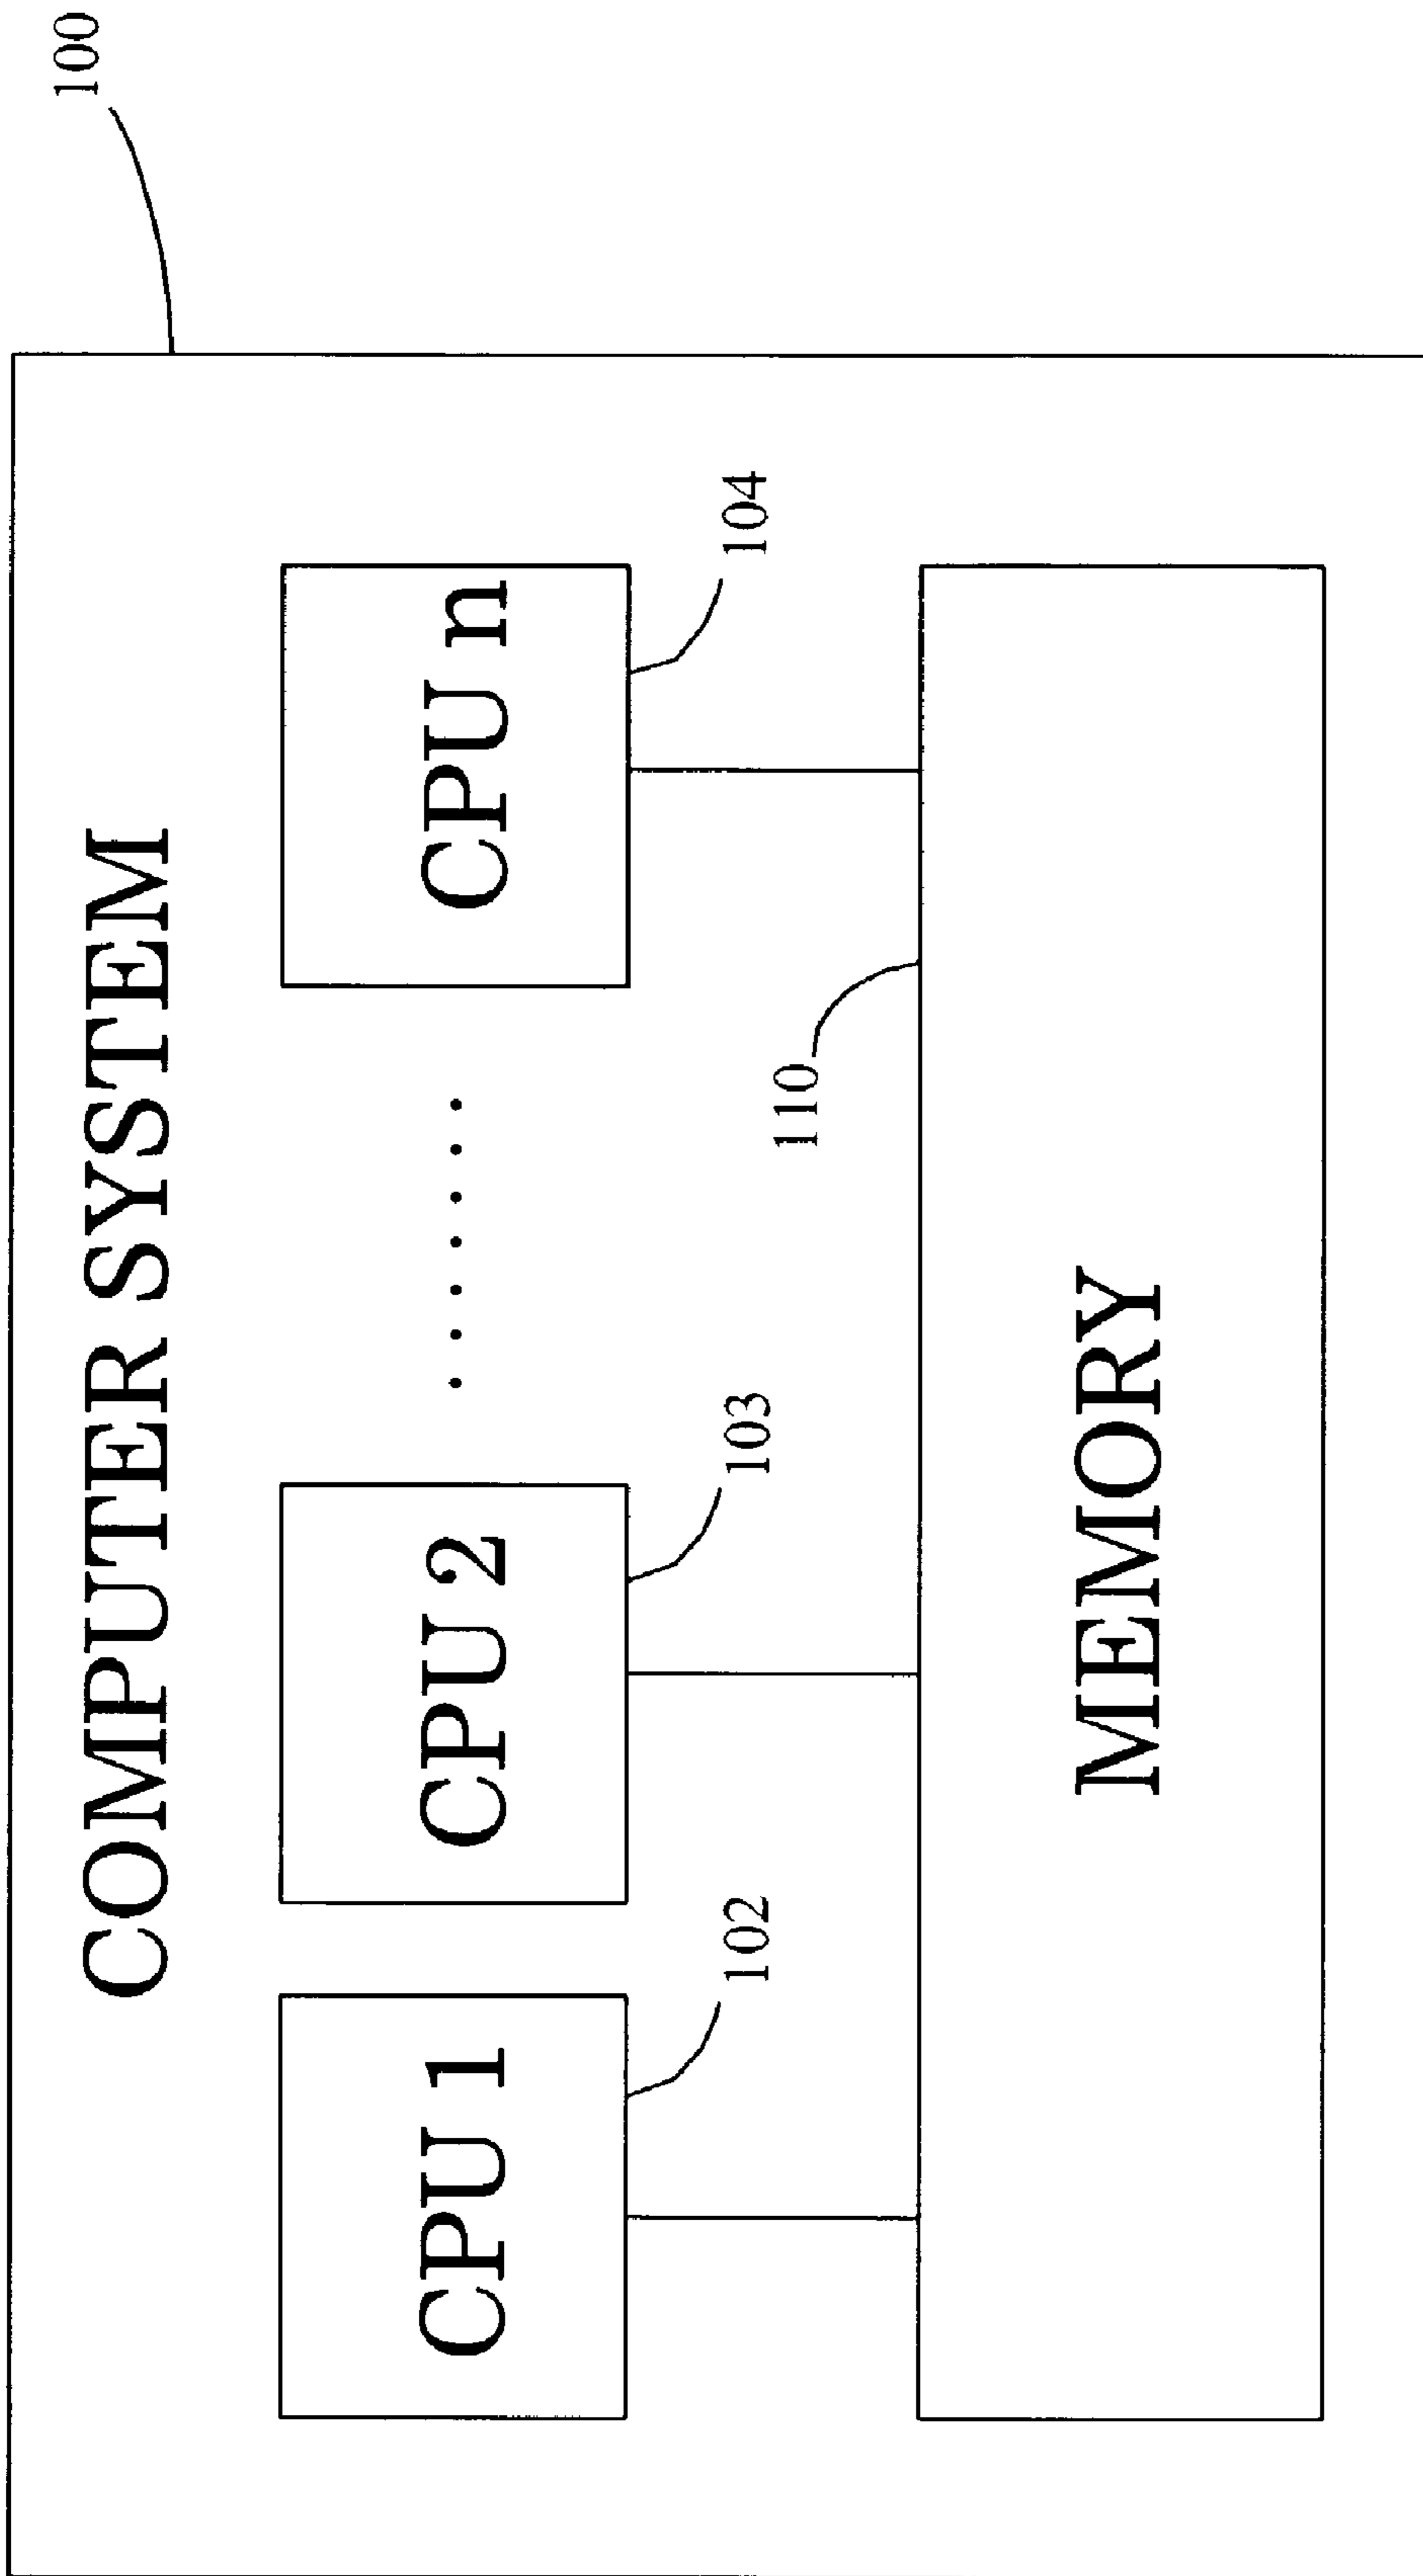 100
COMPUTER SYSTEM
CPU 1
CPU 2
.......
CPU n
102
103
104
110
MEMORY